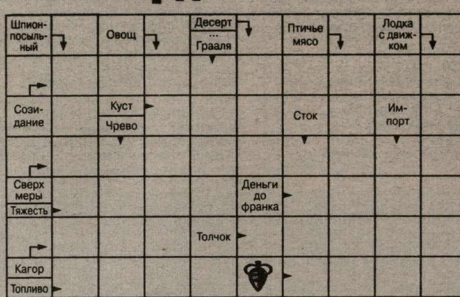 Шпион-
посыль-
ный
Овощ
Десерт
...
Грааля
Птичье
мясо
Лодка
с движ-
ком
Сози-
дание
Куст
Чрево
Сток
Им-
порт
Сверх
меры
Тяжесть
Деньги
до
франка
Толчок
Кагор
Топливо